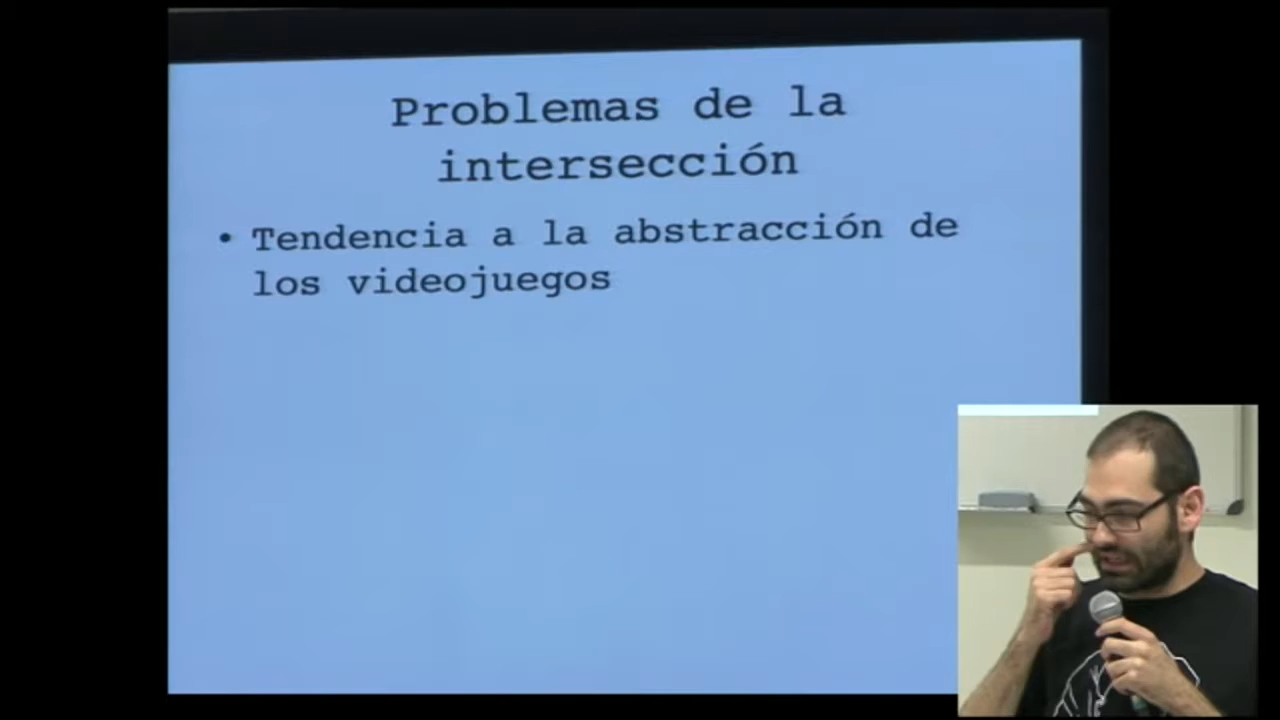 Problemas de la
intersección
• Tendencia a la abstracción de
los videojuegos